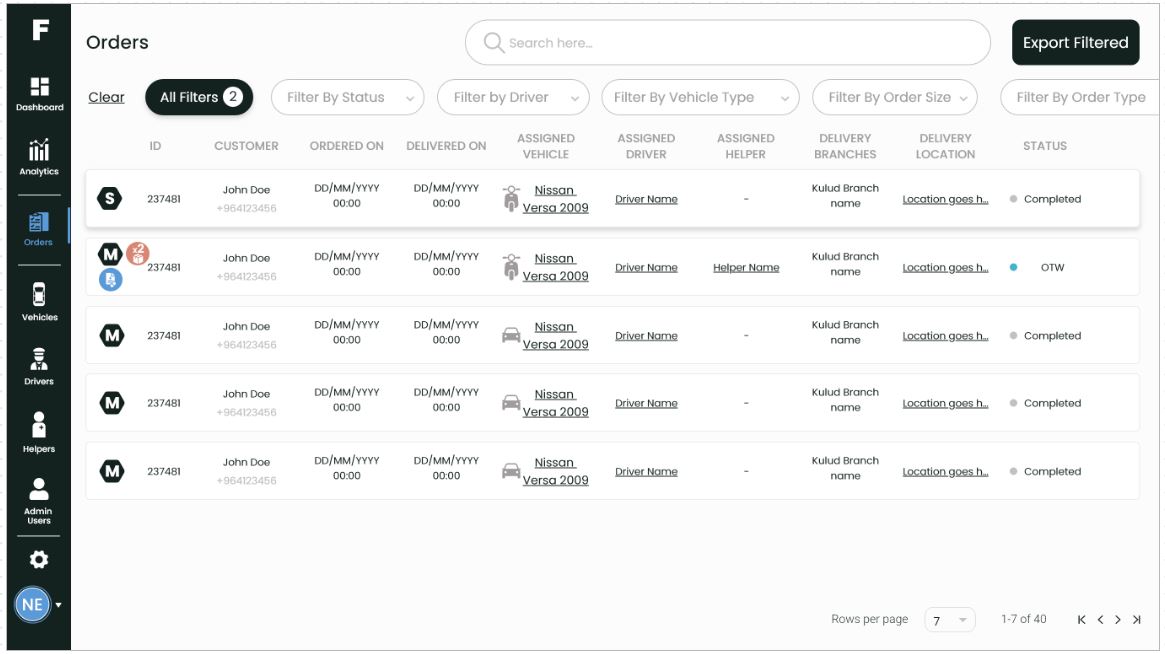 F
Orders
Search here...
Export Filtered
Dashboard
Analytics
Orders
Vehicles
Drivers
Helpers
Admin
Users
NE
Clear
All Filters 2
Filter By Status
Filter by Driver
Filter By Vehicle Type
Filter By Order Size
Filter By Order Type
ID CUSTOMER ORDERED ON DELIVERED ON ASSIGNED VEHICLE ASSIGNED DRIVER ASSIGNED HELPER DELIVERY BRANCHES DELIVERY LOCATION STATUS
S 237481 John Doe +964123456 DD/MM/YYYY 00:00 DD/MM/YYYY 00:00 Nissan Versa 2009 Driver Name - Kulud Branch name Location goes h... Completed
M x2 237481 John Doe +964123456 DD/MM/YYYY 00:00 DD/MM/YYYY 00:00 Nissan Versa 2009 Driver Name Helper Name Kulud Branch name Location goes h... OTW
M 237481 John Doe +964123456 DD/MM/YYYY 00:00 DD/MM/YYYY 00:00 Nissan Versa 2009 Driver Name - Kulud Branch name Location goes h... Completed
M 237481 John Doe +964123456 DD/MM/YYYY 00:00 DD/MM/YYYY 00:00 Nissan Versa 2009 Driver Name - Kulud Branch name Location goes h... Completed
M 237481 John Doe +964123456 DD/MM/YYYY 00:00 DD/MM/YYYY 00:00 Nissan Versa 2009 Driver Name - Kulud Branch name Location goes h... Completed
Rows per page 7 1-7 of 40